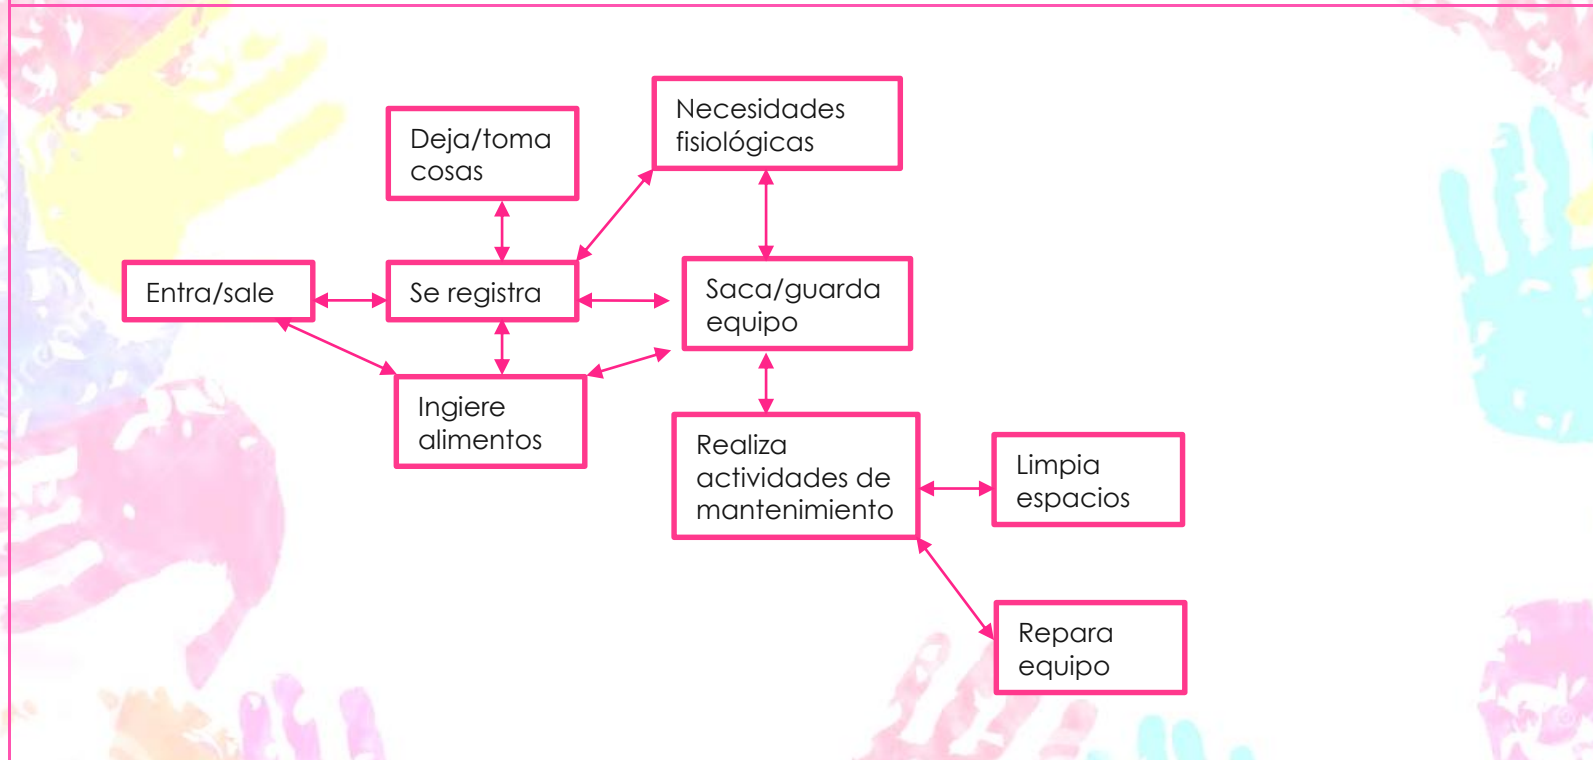 Necesidades
fisiológicas
Deja/toma
cosas
Entra/sale
Se registra
Saca/guarda
equipo
Ingiere
alimentos
Realiza
actividades de
mantenimiento
Limpia
espacios
Repara
equipo